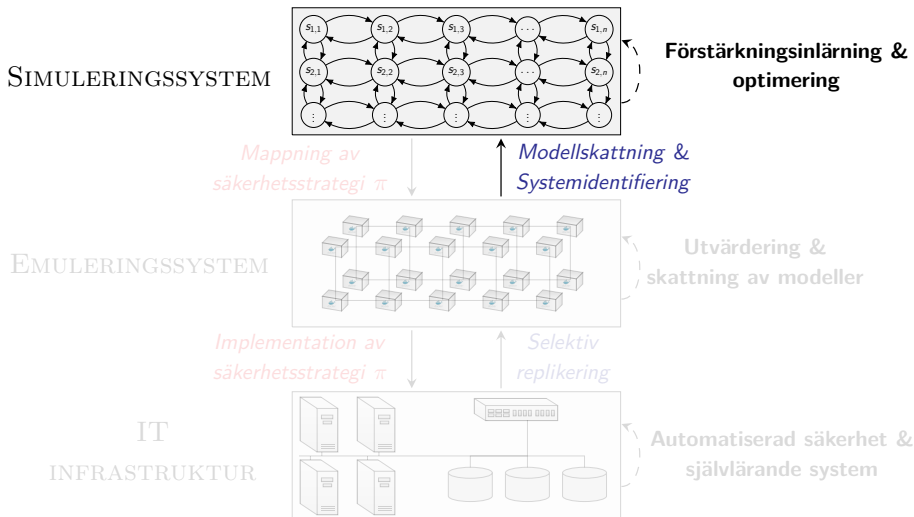 s1,1 s1,2 s1,3 ... s1,n
s2,1 s2,2 s2,3 ... s2,n
⋮ ⋮ ⋮ ⋮ ⋮
SIMULERINGSSYSTEM
Förstärkningsinlärning &
optimering
Mappning av
säkerhetsstrategi π
Modellskattning &
Systemidentifiering
EMULERINGSSYSTEM
Utvärdering &
skattning av modeller
Implementation av
säkerhetsstrategi π
Selektiv
replikering
IT
INFRASTRUKTUR
Automatiserad säkerhet &
självlärande system